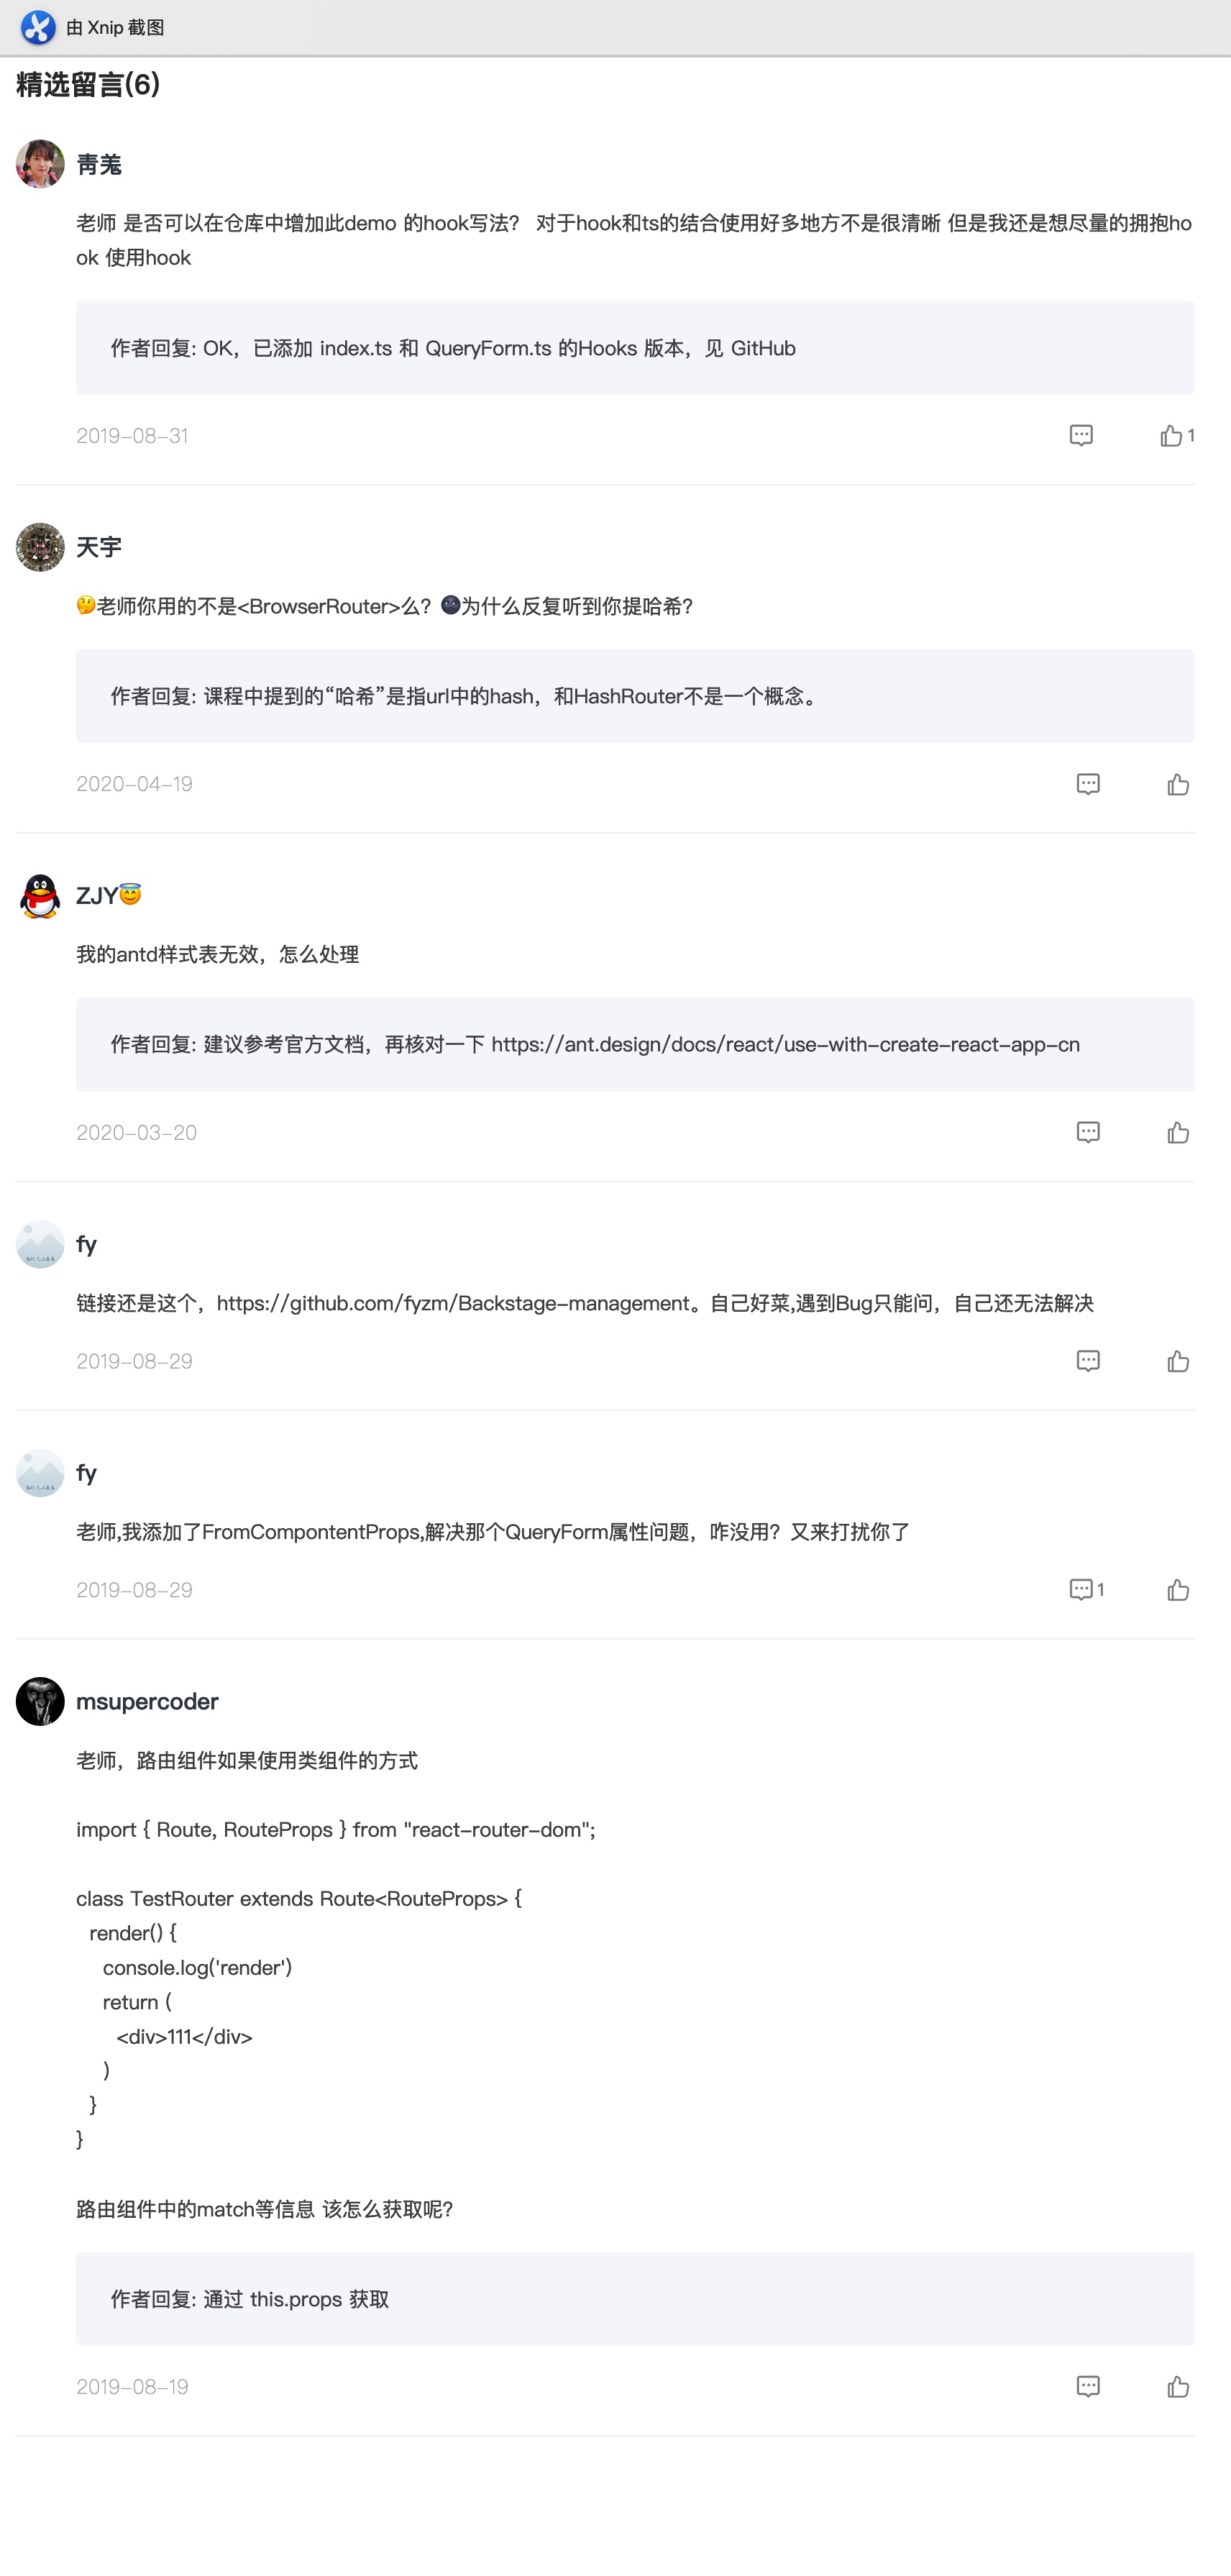 由 Xnip 截图
精选留言(6)
靑羗
老师 是否可以在仓库中增加此demo 的hook写法？ 对于hook和ts的结合使用好多地方不是很清晰 但是我还是想尽量的拥抱ho
ok 使用hook
作者回复: OK，已添加 index.ts 和 QueryForm.ts 的Hooks 版本，见 GitHub
2019-08-31
1
天宇
🤔老师你用的不是<BrowserRouter>么？🌚为什么反复听到你提哈希？
作者回复: 课程中提到的“哈希”是指url中的hash，和HashRouter不是一个概念。
2020-04-19
ZJY😇
我的antd样式表无效，怎么处理
作者回复: 建议参考官方文档，再核对一下 https://ant.design/docs/react/use-with-create-react-app-cn
2020-03-20
fy
链接还是这个，https://github.com/fyzm/Backstage-management。自己好菜,遇到Bug只能问，自己还无法解决
2019-08-29
fy
老师,我添加了FromCompontentProps,解决那个QueryForm属性问题，咋没用？又来打扰你了
2019-08-29
1
msupercoder
老师，路由组件如果使用类组件的方式
import { Route, RouteProps } from "react-router-dom";
class TestRouter extends Route<RouteProps> {
render() {
console.log('render')
return (
<div>111</div>
)
}
}
路由组件中的match等信息 该怎么获取呢？
作者回复: 通过 this.props 获取
2019-08-19